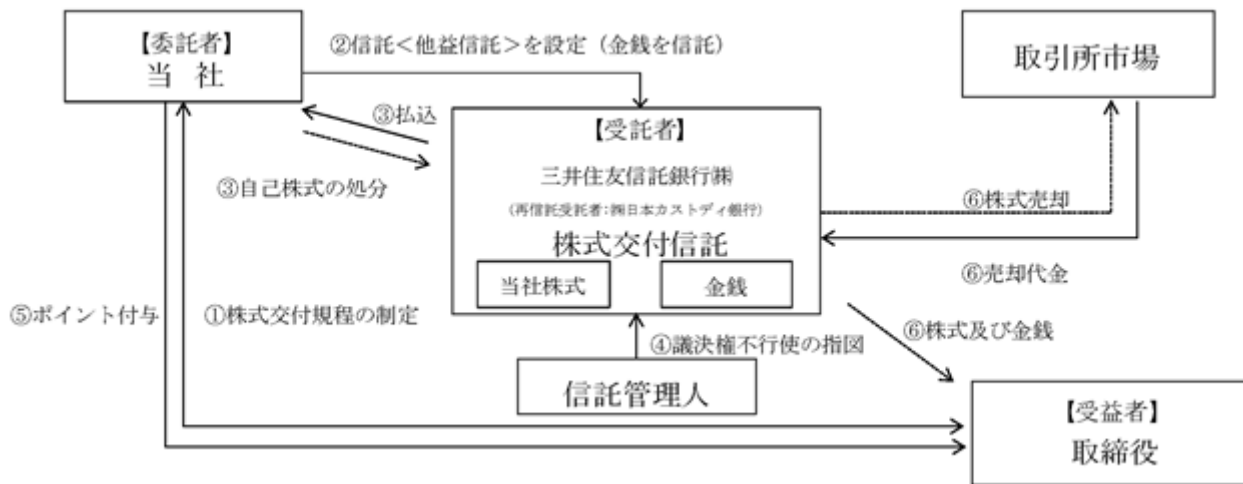 【委託者】
当 社
②信託<他益信託>を設定（金銭を信託）
取引所市場
③払込
③自己株式の処分
【受託者】
三井住友信託銀行㈱
(再信託受託者：㈱日本カストディ銀行)
株式交付信託
当社株式
金銭
⑥株式売却
⑥売却代金
⑤ポイント付与
①株式交付規程の制定
④議決権不行使の指図
⑥株式及び金銭
信託管理人
【受益者】
取締役